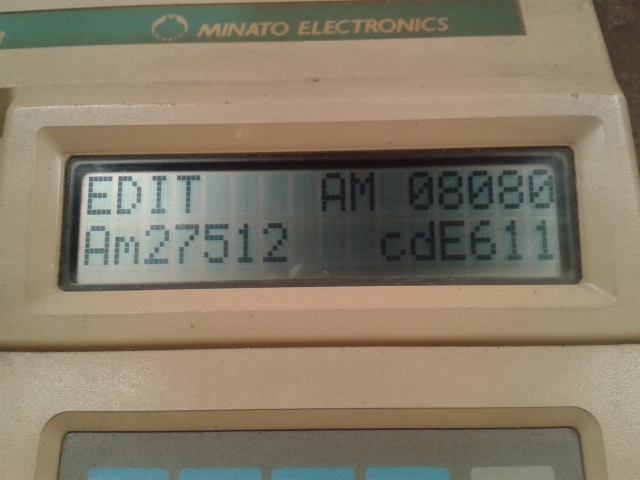 MINATO ELECTRONICS
EDIT AM 08080
Am27512 cdE611